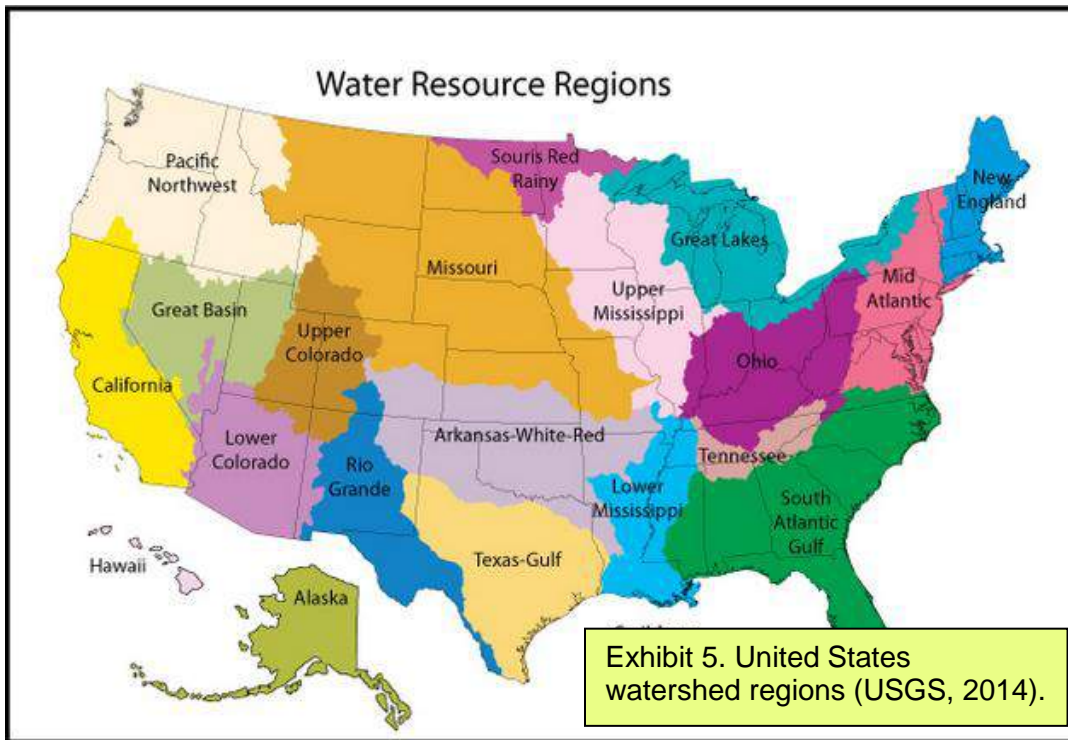 Water Resource Regions
Pacific
Northwest
Souris Red
Rainy
New
England
Great Lakes
Missouri
Mid
Atlantic
Great Basin
Upper
Mississippi
Upper
Colorado
Ohio
California
Arkansas-White-Red
Lower
Colorado
Tennessee
Rio
Grande
Lower
Mississippi
South
Atlantic
Gulf
Texas-Gulf
Hawaii
Alaska
Exhibit 5. United States
watershed regions (USGS, 2014).